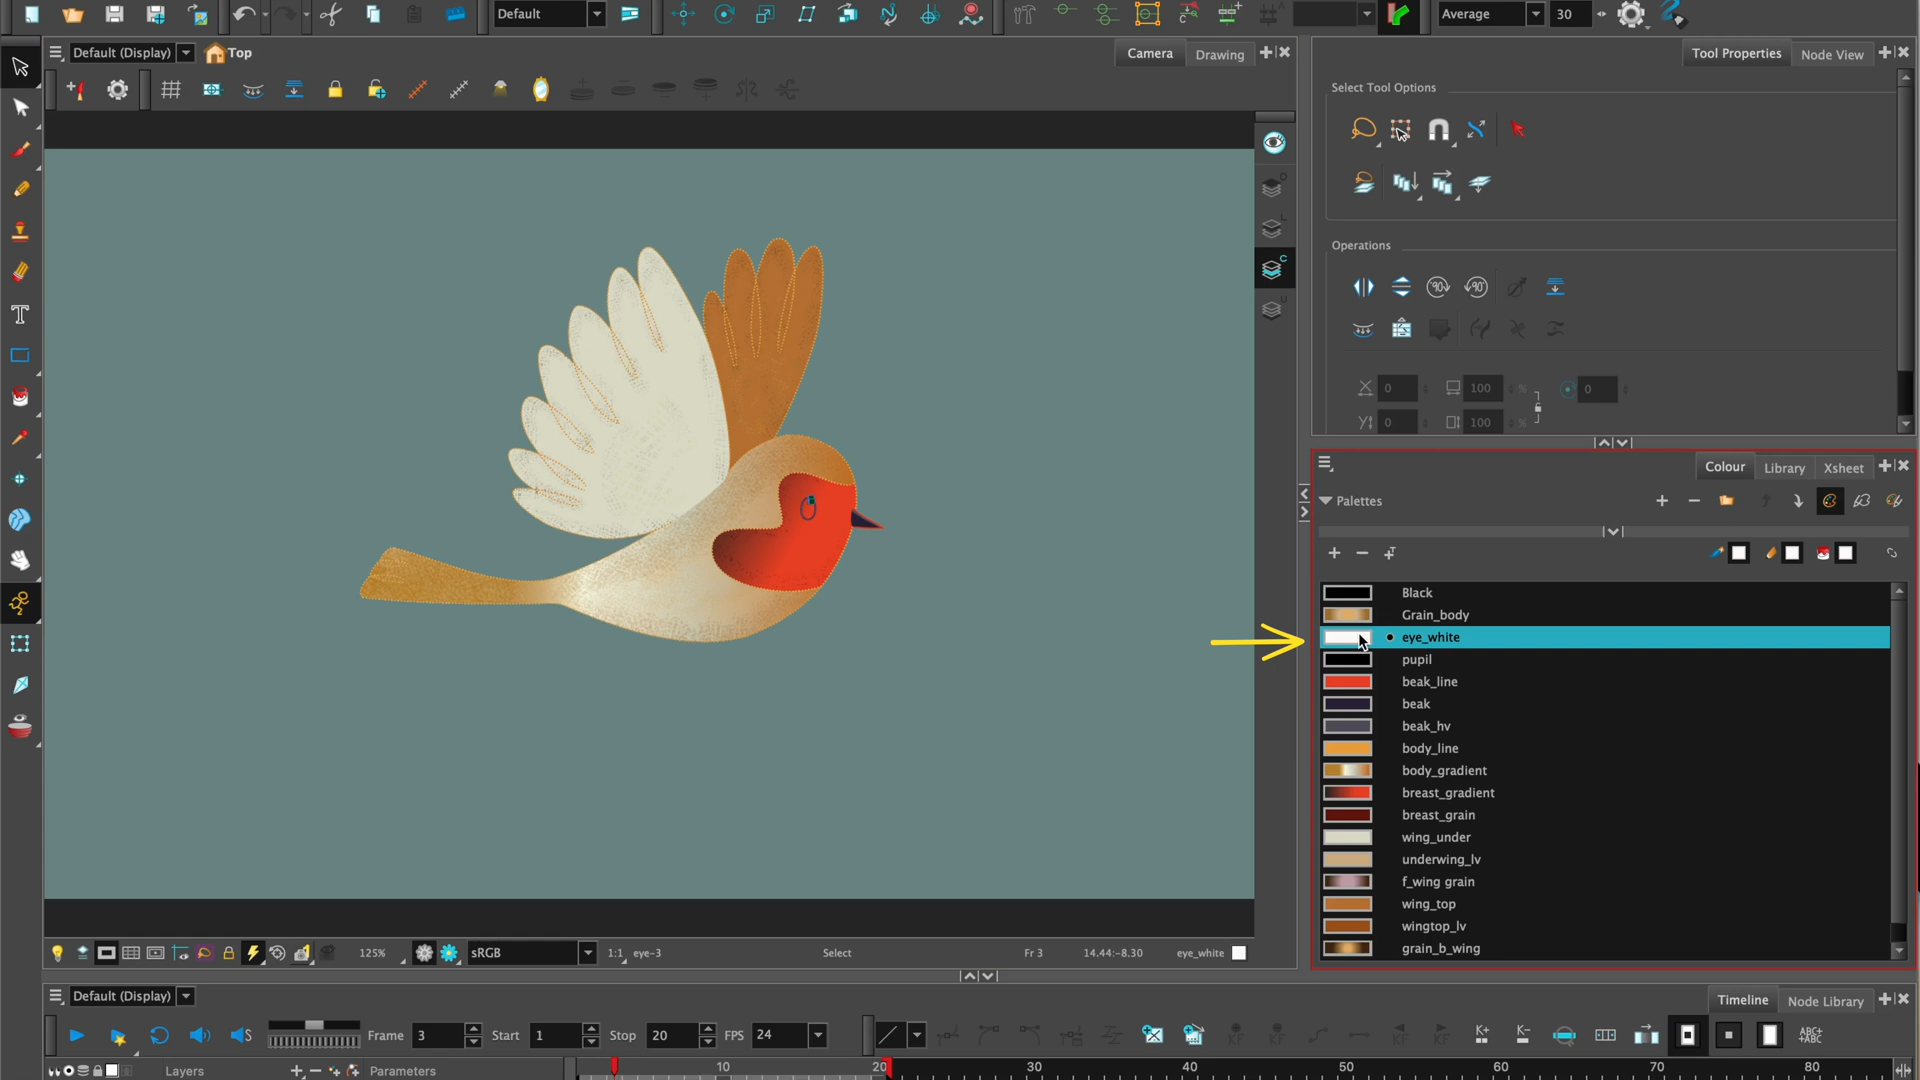 Default
Average
30
Default (Display)
Top
Camera
Drawing
Tool Properties
Node View
Select Tool Options
Operations
90
90
X 0
100 %
0
Y 0
100 %
Colour
Library
Xsheet
Palettes
Black
Grain_body
eye_white
pupil
beak_line
beak
beak_hv
body_line
body_gradient
breast_gradient
breast_grain
wing_under
underwing_lv
f_wing grain
wing_top
wingtop_lv
grain_b_wing
125%
sRGB
1:1
eye-3
Select
Fr 3
14.44:-8.30
eye_white
Default (Display)
Timeline
Node Library
Frame 3
Start 1
Stop 20
FPS 24
Layers
Parameters
10 20 30 40 50 60 70 80